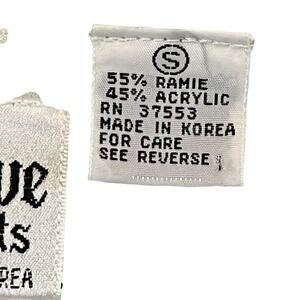 S
55% RAMIE
45% ACRYLIC
RN 37553
MADE IN KOREA
FOR CARE
SEE REVERSE